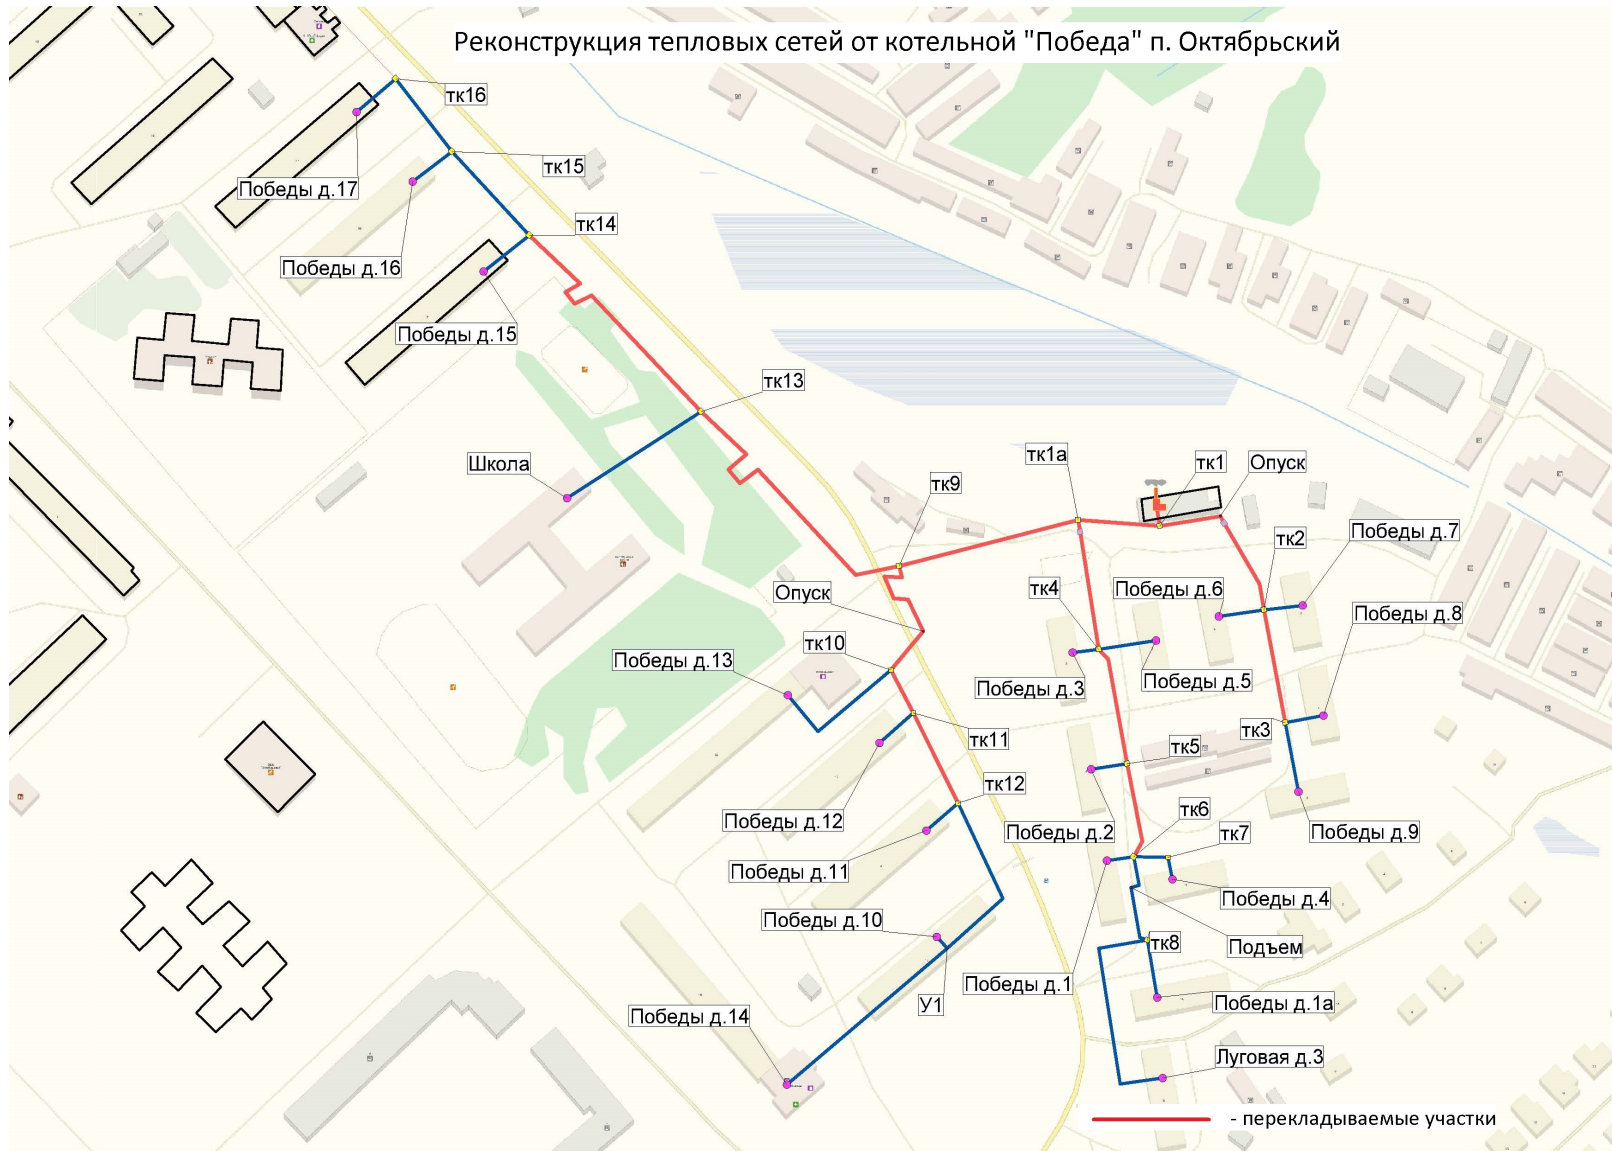 Реконструкция тепловых сетей от котельной "Победа" п. Октябрьский
тк16
тк15
Победы д.17
тк14
Победы д.16
Победы д.15
тк13
Школа
тк9
тк1а
тк1
Опуск
тк2
Победы д.7
Победы д.6
тк4
Победы д.8
Опуск
тк10
Победы д.13
Победы д.3
Победы д.5
тк3
тк11
тк5
тк12
Победы д.12
Победы д.2
тк6
тк7
Победы д.9
Победы д.11
Победы д.4
Победы д.10
тк8
Подъем
Победы д.1
У1
Победы д.1а
Победы д.14
Луговая д.3
- перекладываемые участки